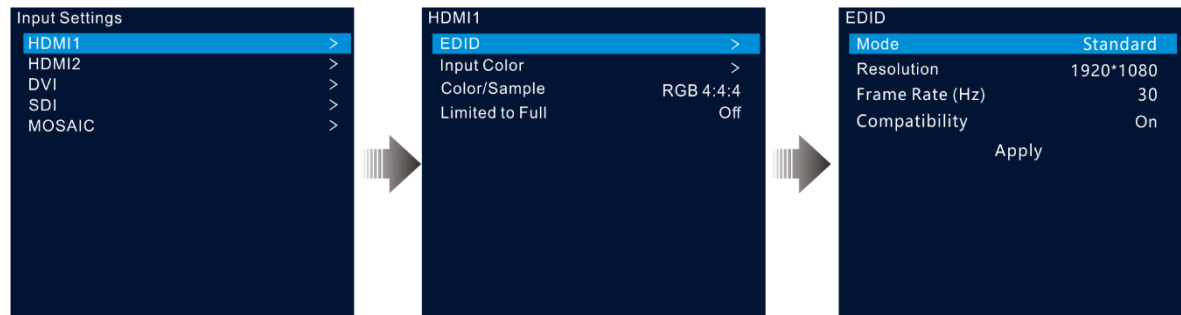 Input Settings
HDMI1 >
HDMI2 >
DVI >
SDI >
MOSAIC >
HDMI1
EDID >
Input Color >
Color/Sample RGB 4:4:4
Limited to Full Off
EDID
Mode Standard
Resolution 1920*1080
Frame Rate (Hz) 30
Compatibility On
Apply